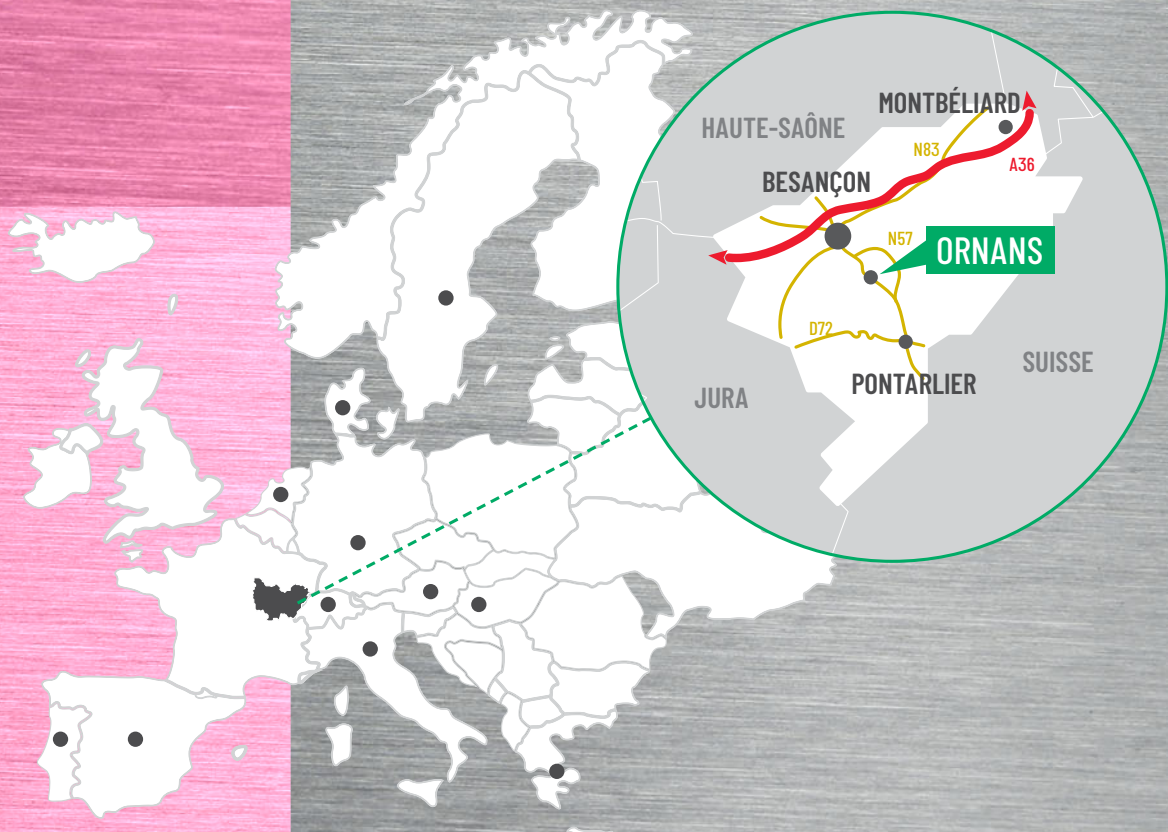 MONTBÉLIARD
HAUTE-SAÔNE
N83
A36
BESANÇON
N57
ORNANS
D72
SUISSE
PONTARLIER
JURA